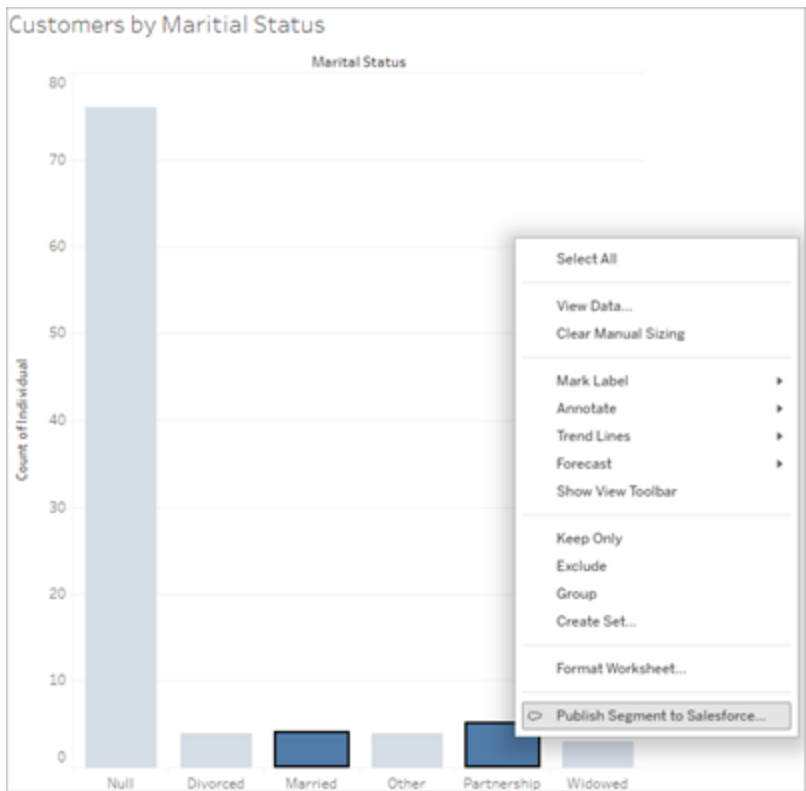 Customers by Maritial Status
Marital Status
80
70
60
50
40
30
20
10
0
Count of Individual
Null Divorced Married Other Partnership Widowed
Select All
View Data...
Clear Manual Sizing
Mark Label
Annotate
Trend Lines
Forecast
Show View Toolbar
Keep Only
Exclude
Group
Create Set...
Format Worksheet...
Publish Segment to Salesforce...